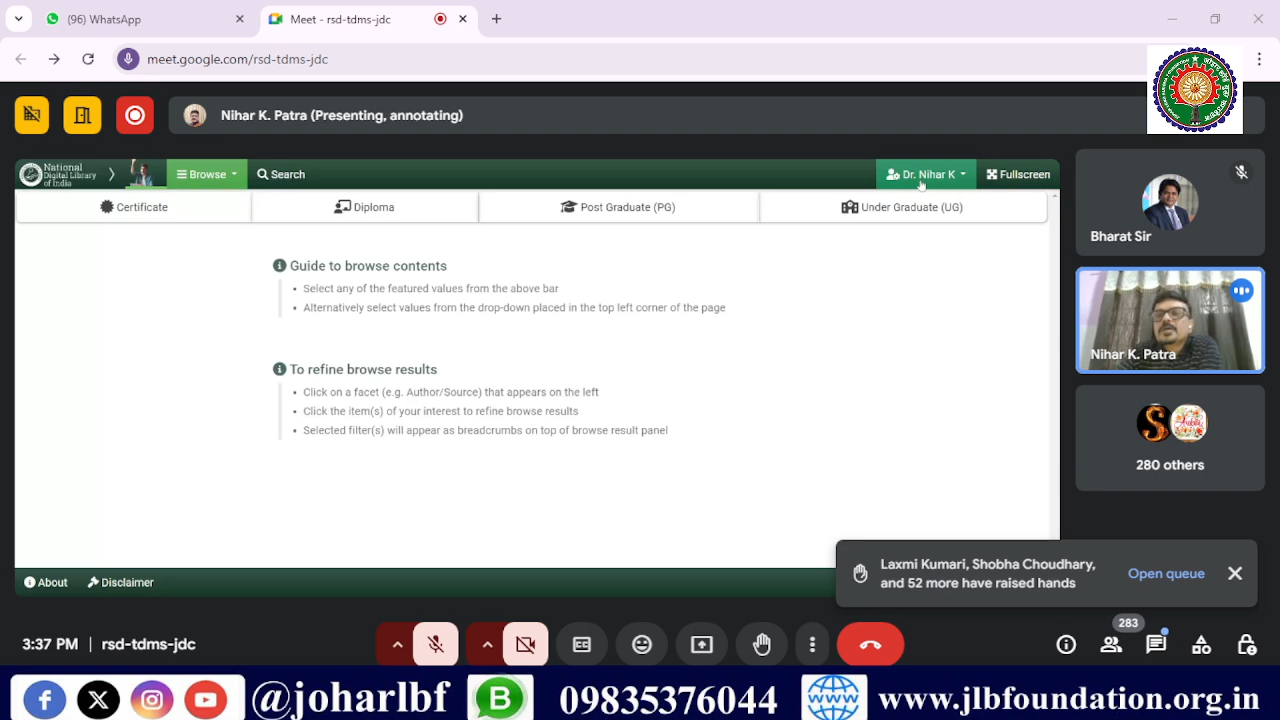 (96) WhatsApp
Meet - rsd-tdms-jdc
meet.google.com/rsd-tdms-jdc
Nihar K. Patra (Presenting, annotating)
National
Digital Library
of India
Browse
Search
Dr. Nihar K
Fullscreen
Certificate
Diploma
Post Graduate (PG)
Under Graduate (UG)
Guide to browse contents
Select any of the featured values from the above bar
Alternatively select values from the drop-down placed in the top left corner of the page
To refine browse results
Click on a facet (e.g. Author/Source) that appears on the left
Click the item(s) of your interest to refine browse results
Selected filter(s) will appear as breadcrumbs on top of browse result panel
About
Disclaimer
Bharat Sir
Nihar K. Patra
280 others
Laxmi Kumari, Shobha Choudhary,
and 52 more have raised hands
Open queue
3:37 PM | rsd-tdms-jdc
283
@joharlbf
09835376044
www.jlbfoundation.org.in